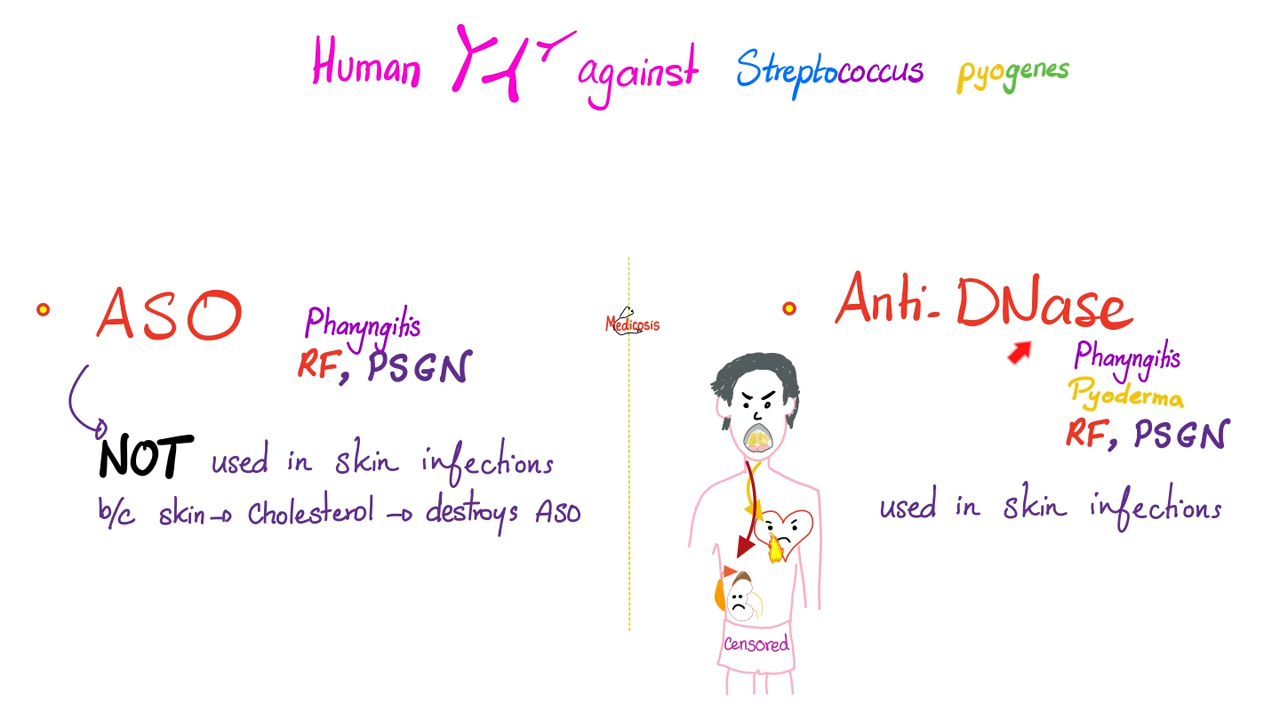 Human against Streptococcus pyogenes
ASO
Pharyngitis
RF, PSGN
NOT used in skin infections
b/c skin → Cholesterol → destroys ASO
Medicosis
Anti-DNase
Pharyngitis
Pyoderma
RF, PSGN
used in skin infections
Censored